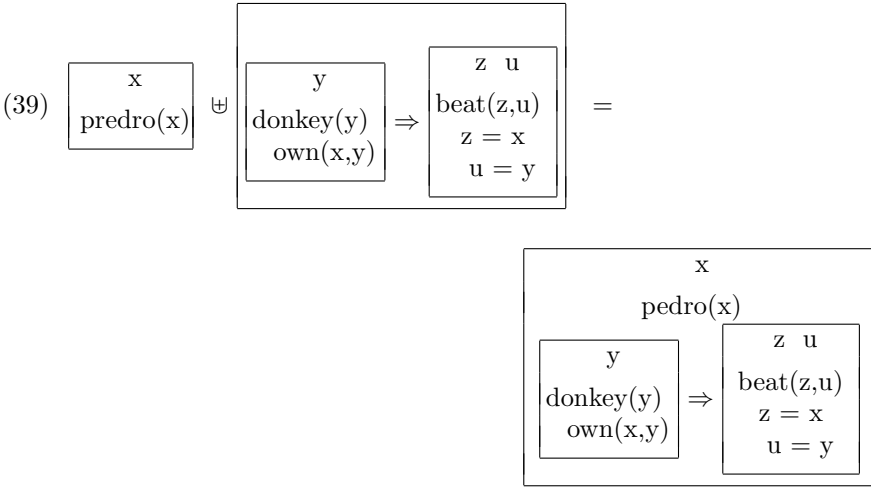 (39)
x
predro(x)
⊎
y
donkey(y)
own(x,y)
⇒
z u
beat(z,u)
z = x
u = y
=
x
pedro(x)
y
donkey(y)
own(x,y)
⇒
z u
beat(z,u)
z = x
u = y